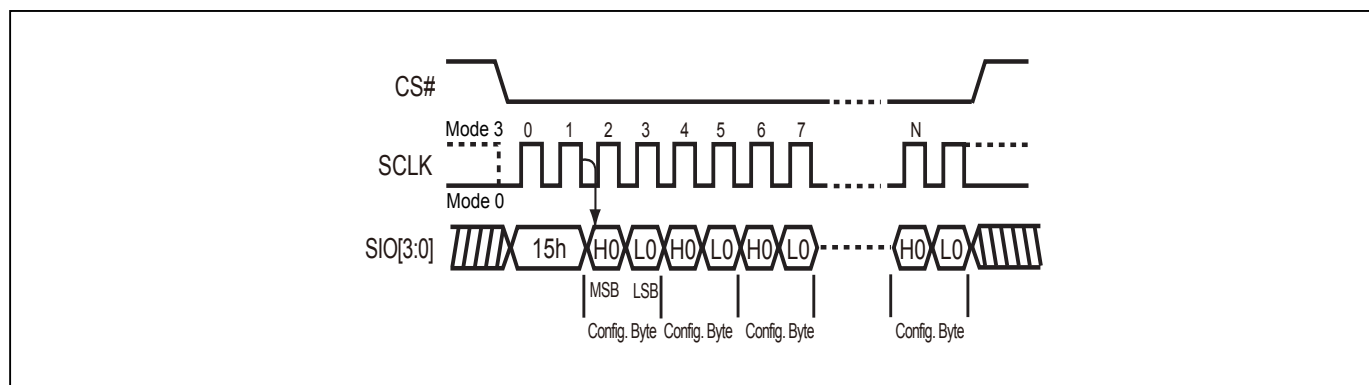 CS#
Mode 3 0 1 2 3 4 5 6 7 N
SCLK
Mode 0
SIO[3:0] 15h H0 L0 H0 L0 H0 L0 H0 L0
MSB LSB
Config. Byte Config. Byte Config. Byte Config. Byte